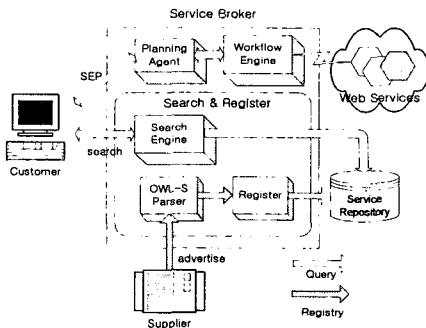 Service Broker
Planning
Agent
Workflow
Engine
SEP
Web Services
Search & Register
Search
Engine
search
Customer
OWL-S
Parser
Register
Service
Repository
advertise
Query
Registry
Supplier